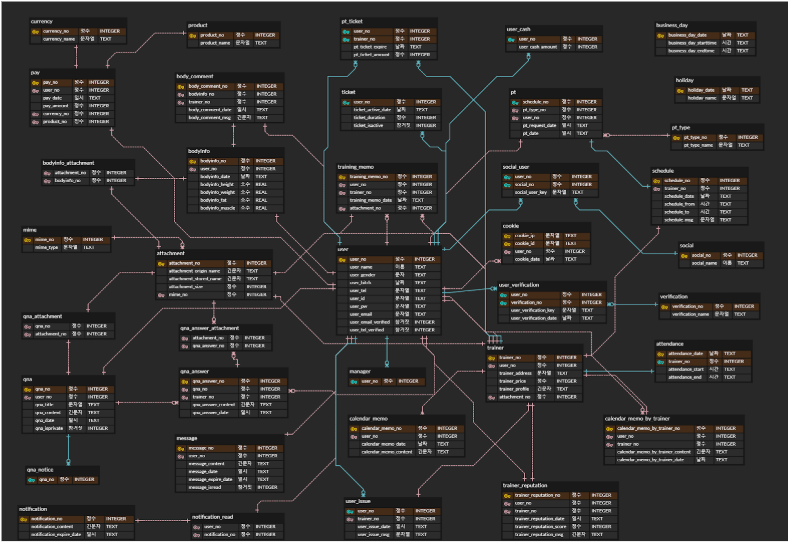 currency
currency_no 정수 INTEGER
currency_name 문자열 TEXT
product
product_no 정수 INTEGER
product_name 문자열 TEXT
pt_ticket
user_no 정수 INTEGER
trainer_no 정수 INTEGER
pt_ticket_expire 날짜 TEXT
pt_ticket_amount 정수 INTEGER
user_cash
user_no 정수 INTEGER
user_cash_amount 정수 INTEGER
business_day
business_day_date 날짜 TEXT
business_day_starttime 시간 TEXT
business_day_endtime 시간 TEXT
pay
pay_no 정수 INTEGER
user_no 정수 INTEGER
pay_date 일시 TEXT
pay_amount 정수 INTEGER
currency_no 정수 INTEGER
product_no 정수 INTEGER
body_comment
body_comment_no 정수 INTEGER
bodyinfo_no 정수 INTEGER
trainer_no 정수 INTEGER
body_comment_date 일시 TEXT
body_comment_msg 긴문자 TEXT
ticket
user_no 정수 INTEGER
ticket_active_date 날짜 TEXT
ticket_duration 정수 INTEGER
ticket_inactive 참거짓 INTEGER
pt
schedule_no 정수 INTEGER
pt_type_no 정수 INTEGER
user_no 정수 INTEGER
pt_request_date 일시 TEXT
pt_date 일시 TEXT
holiday
holiday_date 날짜 TEXT
holiday_name 문자열 TEXT
pt_type
pt_type_no 정수 INTEGER
pt_type_name 문자열 TEXT
bodyinfo_attachment
attachment_no 정수 INTEGER
bodyinfo_no 정수 INTEGER
bodyinfo
bodyinfo_no 정수 INTEGER
user_no 정수 INTEGER
bodyinfo_date 날짜 TEXT
bodyinfo_height 소수 REAL
bodyinfo_weight 소수 REAL
bodyinfo_fat 소수 REAL
bodyinfo_muscle 소수 REAL
training_memo
training_memo_no 정수 INTEGER
user_no 정수 INTEGER
trainer_no 정수 INTEGER
training_memo_date 날짜 TEXT
attachment_no 정수 INTEGER
social_user
user_no 정수 INTEGER
social_no 정수 INTEGER
social_user_key 문자열 TEXT
schedule
schedule_no 정수 INTEGER
trainer_no 정수 INTEGER
schedule_date 날짜 TEXT
schedule_from 시간 TEXT
schedule_to 시간 TEXT
schedule_msg 문자열 TEXT
mime
mime_no 정수 INTEGER
mime_type 문자열 TEXT
attachment
attachment_no 정수 INTEGER
attachment_origin_name 긴문자 TEXT
attachment_stored_name 긴문자 TEXT
attachment_size 정수 INTEGER
mime_no 정수 INTEGER
user
user_no 정수 INTEGER
user_name 이름 TEXT
user_gender 문자 TEXT
user_birth 날짜 TEXT
user_tel 문자열 TEXT
user_id 문자열 TEXT
user_pw 문자열 TEXT
user_email 문자열 TEXT
user_email_verified 참거짓 INTEGER
user_tel_verified 참거짓 INTEGER
cookie
cookie_ip 문자열 TEXT
cookie_id 문자열 TEXT
user_no 정수 INTEGER
cookie_date 날짜 TEXT
social
social_no 정수 INTEGER
social_name 이름 TEXT
user_verification
user_no 정수 INTEGER
verification_no 정수 INTEGER
user_verification_key 문자열 TEXT
user_verification_date 날짜 TEXT
verification
verification_no 정수 INTEGER
verification_name 문자열 TEXT
qna_attachment
qna_no 정수 INTEGER
attachment_no 정수 INTEGER
qna_answer_attachment
attachment_no 정수 INTEGER
qna_answer_no 정수 INTEGER
trainer
trainer_no 정수 INTEGER
user_no 정수 INTEGER
trainer_address 문자열 TEXT
trainer_price 정수 INTEGER
trainer_profile 긴문자 TEXT
attachment_no 정수 INTEGER
attendance
attendance_date 날짜 TEXT
trainer_no 정수 INTEGER
attendance_start 시간 TEXT
attendance_end 시간 TEXT
qna
qna_no 정수 INTEGER
user_no 정수 INTEGER
qna_title 문자열 TEXT
qna_content 긴문자 TEXT
qna_date 일시 TEXT
qna_isprivate 참거짓 INTEGER
qna_answer
qna_answer_no 정수 INTEGER
qna_no 정수 INTEGER
trainer_no 정수 INTEGER
qna_answer_content 긴문자 TEXT
qna_answer_date 일시 TEXT
manager
user_no 정수 INTEGER
calendar_memo
calendar_memo_no 정수 INTEGER
user_no 정수 INTEGER
calendar_memo_date 날짜 TEXT
calendar_memo_content 긴문자 TEXT
calendar_memo_by_trainer
calendar_memo_by_trainer_no 정수 INTEGER
user_no 정수 INTEGER
trainer_no 정수 INTEGER
calendar_memo_by_trainer_content 긴문자 TEXT
calendar_memo_by_trainer_date 날짜 TEXT
message
message_no 정수 INTEGER
user_no 정수 INTEGER
message_content 긴문자 TEXT
message_date 일시 TEXT
message_expire_date 일시 TEXT
message_isread 참거짓 INTEGER
qna_notice
qna_no 정수 INTEGER
notification
notification_no 정수 INTEGER
notification_content 긴문자 TEXT
notification_expire_date 일시 TEXT
notification_read
user_no 정수 INTEGER
notification_no 정수 INTEGER
user_issue
user_no 정수 INTEGER
trainer_no 정수 INTEGER
user_issue_date 일시 TEXT
user_issue_msg 문자열 TEXT
trainer_reputation
trainer_reputation_no 정수 INTEGER
user_no 정수 INTEGER
trainer_no 정수 INTEGER
trainer_reputation_date 일시 TEXT
trainer_reputation_score 정수 INTEGER
trainer_reputation_msg 긴문자 TEXT